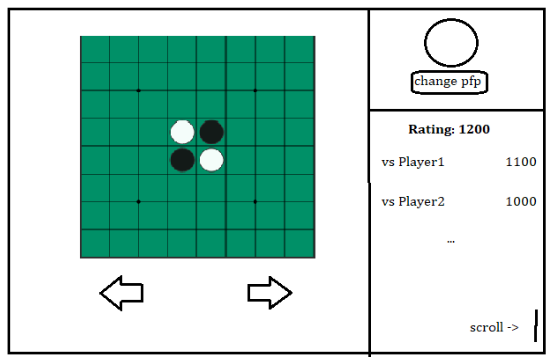 change pfp
Rating: 1200
vs Player1 1100
vs Player2 1000
...
scroll ->